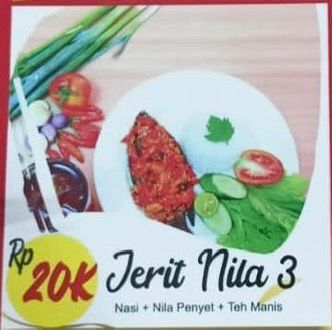 Rp
20K
Jerit Nila 3
Nasi + Nila Penyet + Teh Manis